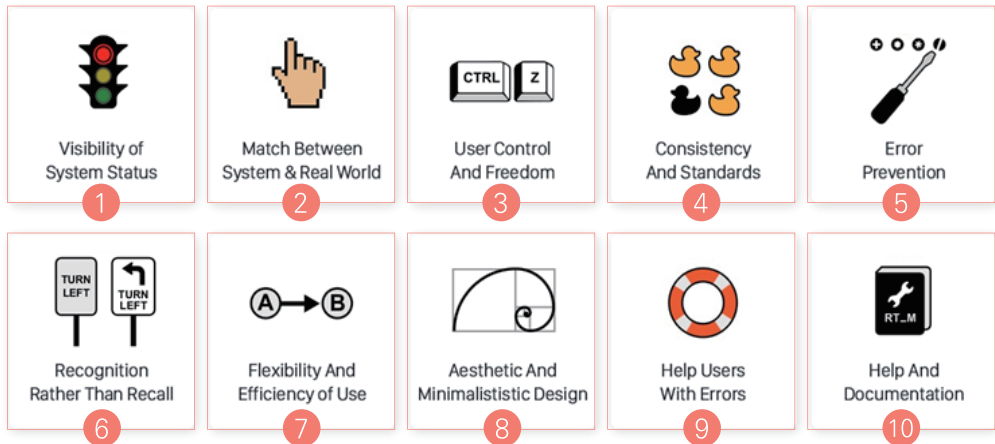 CTRL Z
Visibility of
System Status
1
Match Between
System & Real World
2
User Control
And Freedom
3
Consistency
And Standards
4
Error
Prevention
5
TURN
LEFT
TURN
LEFT
Recognition
Rather Than Recall
6
A B
Flexibility And
Efficiency of Use
7
Aesthetic And
Minimalististic Design
8
Help Users
With Errors
9
RT_M
Help And
Documentation
10